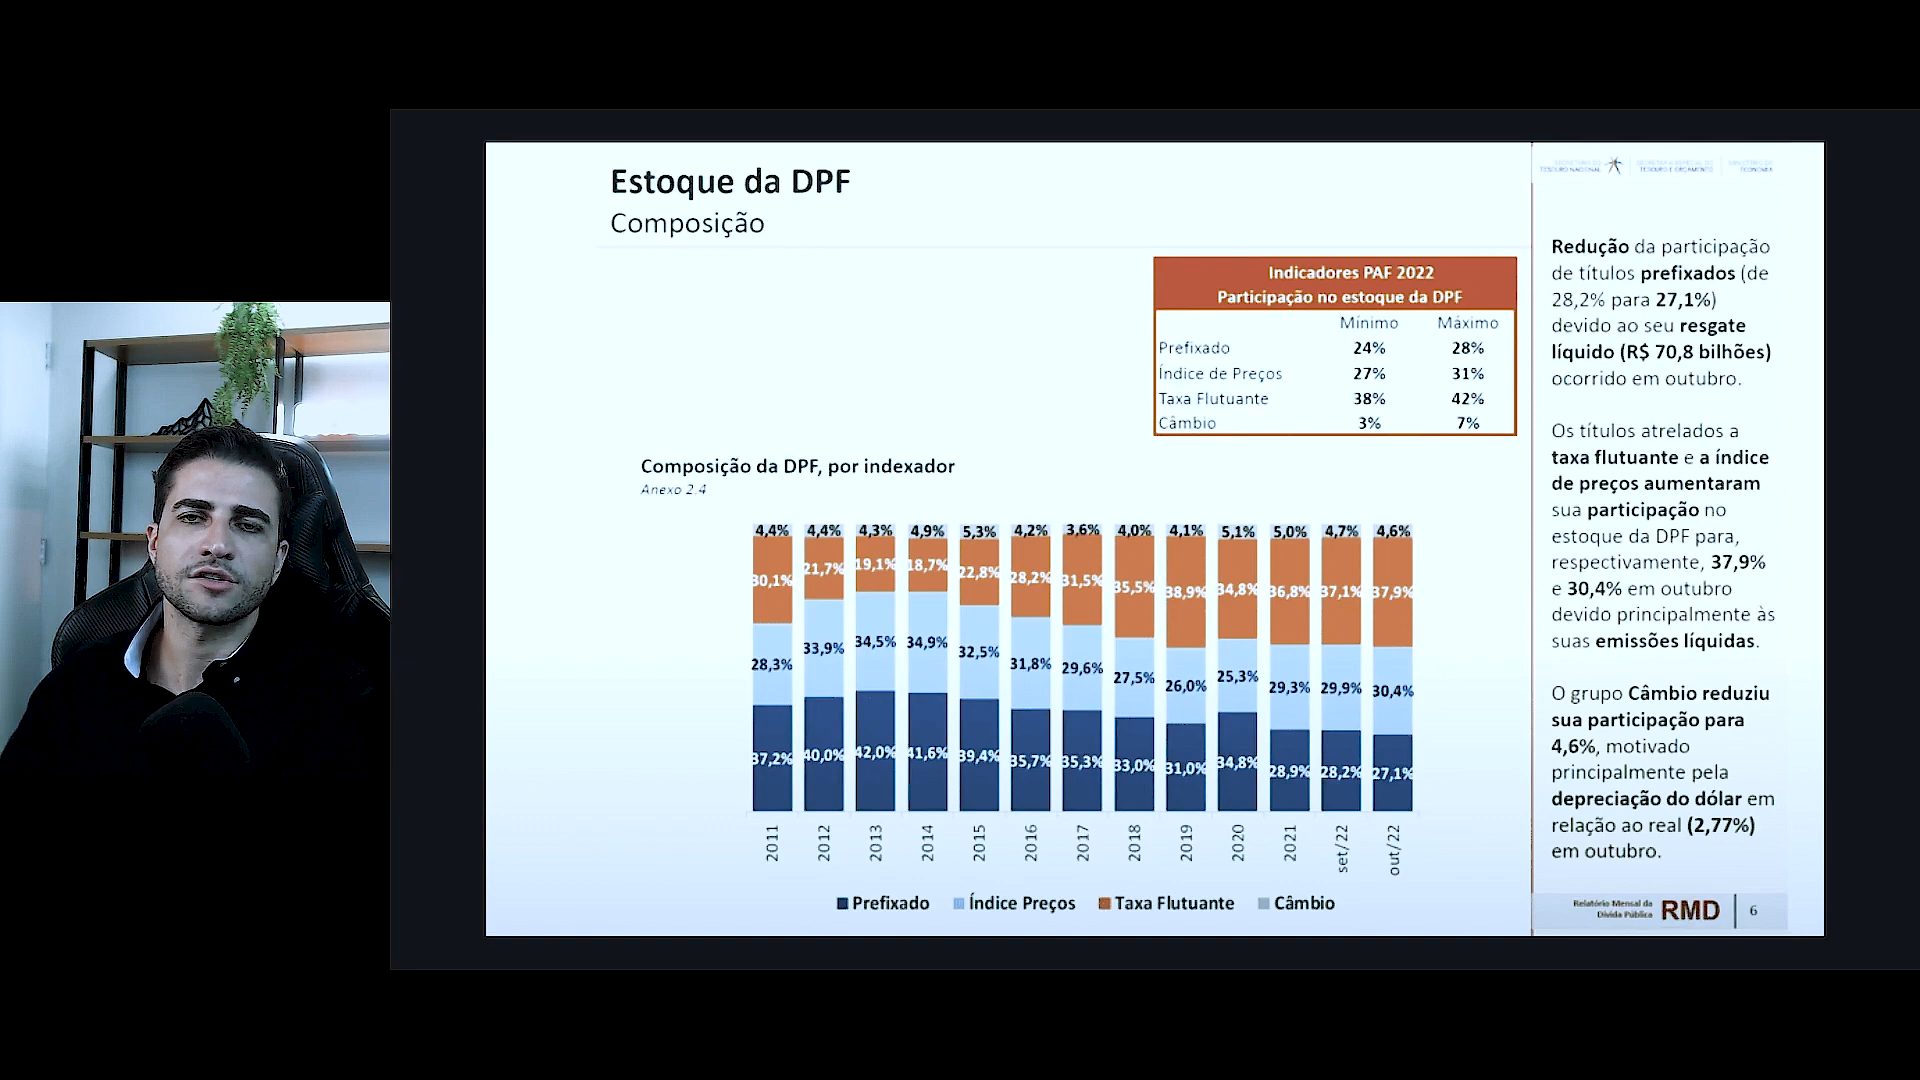 Estoque da DPF
Composição
Indicadores PAF 2022
Participação no estoque da DPF
Mínimo Máximo
Prefixado 24% 28%
Índice de Preços 27% 31%
Taxa Flutuante 38% 42%
Câmbio 3% 7%
Composição da DPF, por indexador
Anexo 2.4
4,4% 4,4% 4,3% 4,9% 5,3% 4,2% 3,6% 4,0% 4,1% 5,1% 5,0% 4,7% 4,6%
30,1% 21,7% 19,1% 18,7% 22,8% 28,2% 31,5% 35,5% 38,9% 34,8% 36,8% 37,1% 37,9%
28,3% 33,9% 34,5% 34,9% 32,5% 31,8% 29,6% 27,5% 26,0% 25,3% 29,3% 29,9% 30,4%
37,2% 40,0% 42,0% 41,6% 39,4% 35,7% 35,3% 33,0% 31,0% 34,8% 28,9% 28,2% 27,1%
2011 2012 2013 2014 2015 2016 2017 2018 2019 2020 2021 set/22 out/22
Prefixado Índice Preços Taxa Flutuante Câmbio
SECRETARIA DO
TESOURO NACIONAL
SECRETARIA ESPECIAL DO
TESOURO E ORÇAMENTO
MINISTÉRIO DA
ECONOMIA
Redução da participação
de títulos prefixados (de
28,2% para 27,1%)
devido ao seu resgate
líquido (R$ 70,8 bilhões)
ocorrido em outubro.
Os títulos atrelados a
taxa flutuante e a índice
de preços aumentaram
sua participação no
estoque da DPF para,
respectivamente, 37,9%
e 30,4% em outubro
devido principalmente às
suas emissões líquidas.
O grupo Câmbio reduziu
sua participação para
4,6%, motivado
principalmente pela
depreciação do dólar em
relação ao real (2,77%)
em outubro.
Relatório Mensal da
Dívida Pública
RMD
6